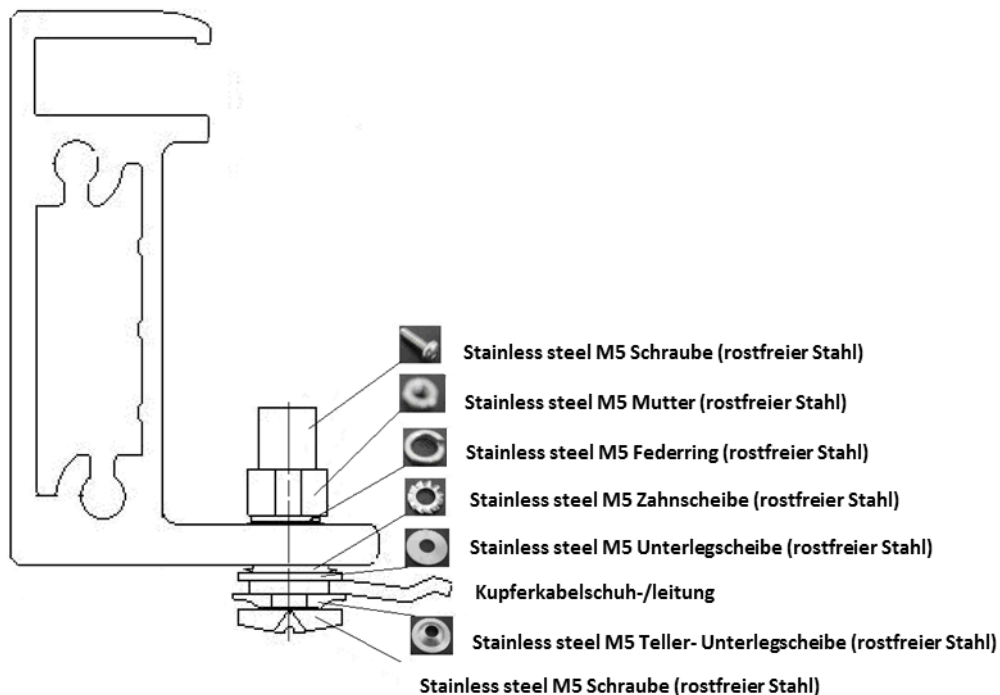 Stainless steel M5 Schraube (rostfreier Stahl)
Stainless steel M5 Mutter (rostfreier Stahl)
Stainless steel M5 Federring (rostfreier Stahl)
Stainless steel M5 Zahnscheibe (rostfreier Stahl)
Stainless steel M5 Unterlegscheibe (rostfreier Stahl)
Kupferkabelschuh-/leitung
Stainless steel M5 Teller- Unterlegscheibe (rostfreier Stahl)
Stainless steel M5 Schraube (rostfreier Stahl)